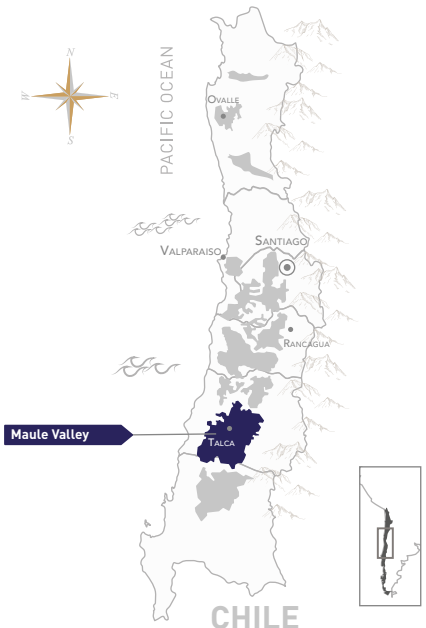 N
W
E
S
PACIFIC OCEAN
Ovalle
Valparaiso
Santiago
Rancagua
Maule Valley
Talca
CHILE